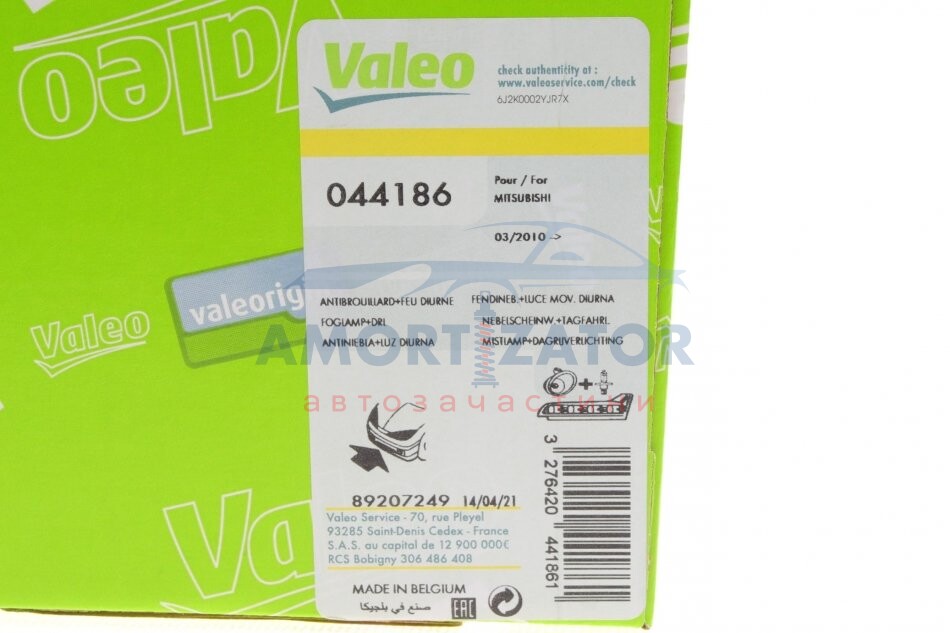 Valeo
Valeo
check authenticity at :
www.valeoservice.com/check
6J2K0002YJR7X
044186
Pour / For
MITSUBISHI
03/2010 ->
valeorig
Valeo
ANTIBROUILLARD+FEU DIURNE
FENDINEB.+LUCE MOV. DIURNA
FOGLAMP+DRL
NEBELSCHEINW.+TAGFAHRL.
ANTINIEBLA+LUZ DIURNA
MISTLAMP+DAGRIJVERLICHTING
AMORTIZATOR
автозачастини
89207249 14/04/21
Valeo Service - 70, rue Pleyel
93285 Saint-Denis Cedex - France
S.A.S. au capital de 12 900 000€
RCS Bobigny 306 486 408
MADE IN BELGIUM
صنع في بلجيكا
EAC
3 276420 441861
Va